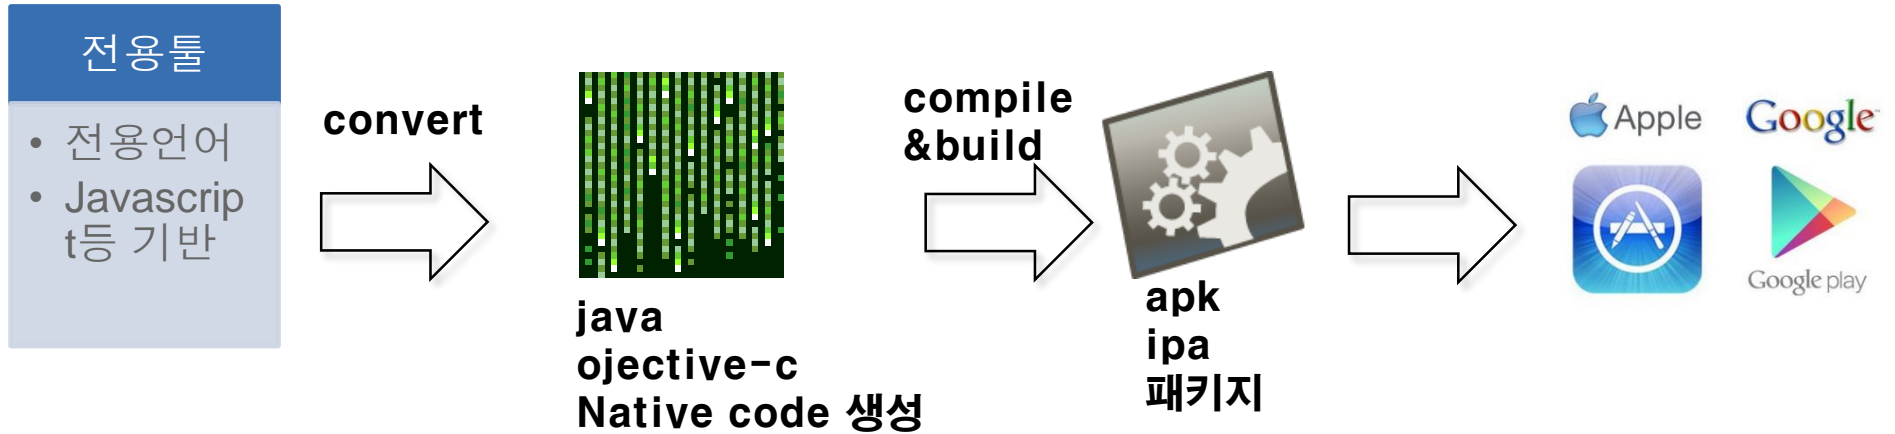 전용툴
• 전용언어
• Javascrip
t등 기반
convert
java
ojective-c
Native code 생성
compile
&build
apk
ipa
패키지
Apple
Google
Google play